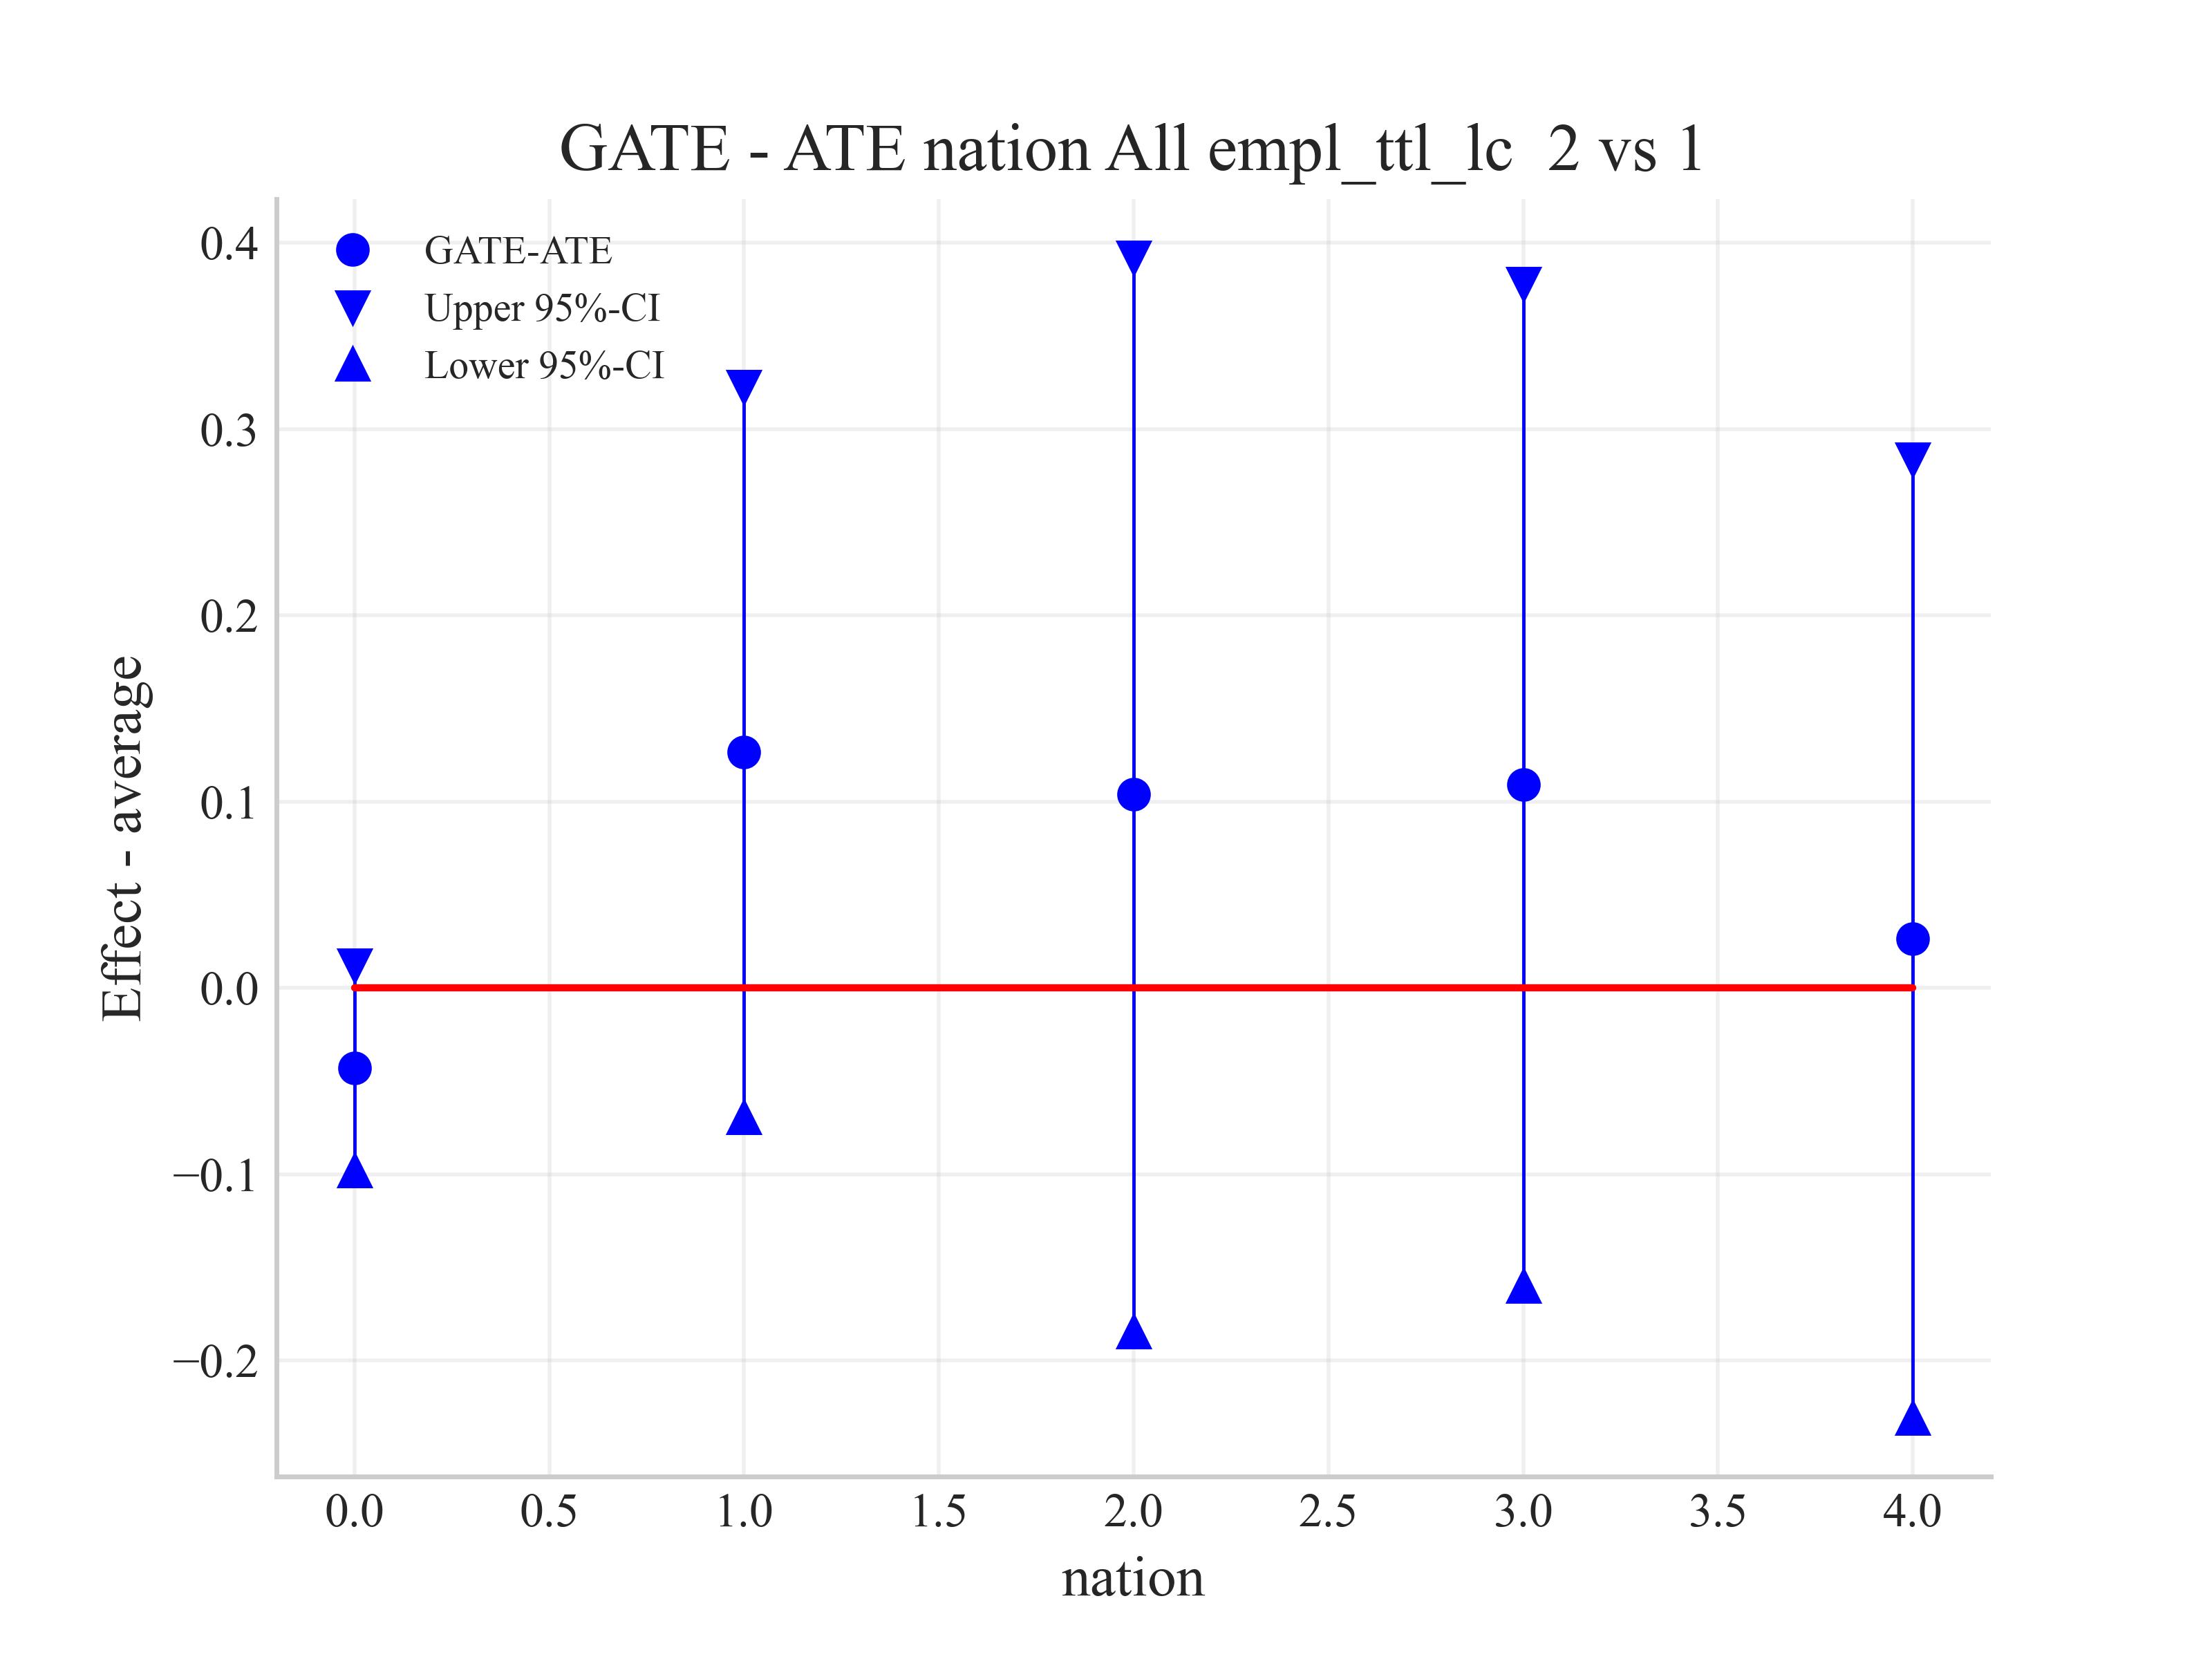 GATE - ATE nation All empl_ttl_lc 2 vs 1
GATE-ATE
Upper 95%-CI
Lower 95%-CI
0.4
0.3
0.2
0.1
0.0
−0.1
−0.2
Effect - average
0.0 0.5 1.0 1.5 2.0 2.5 3.0 3.5 4.0
nation